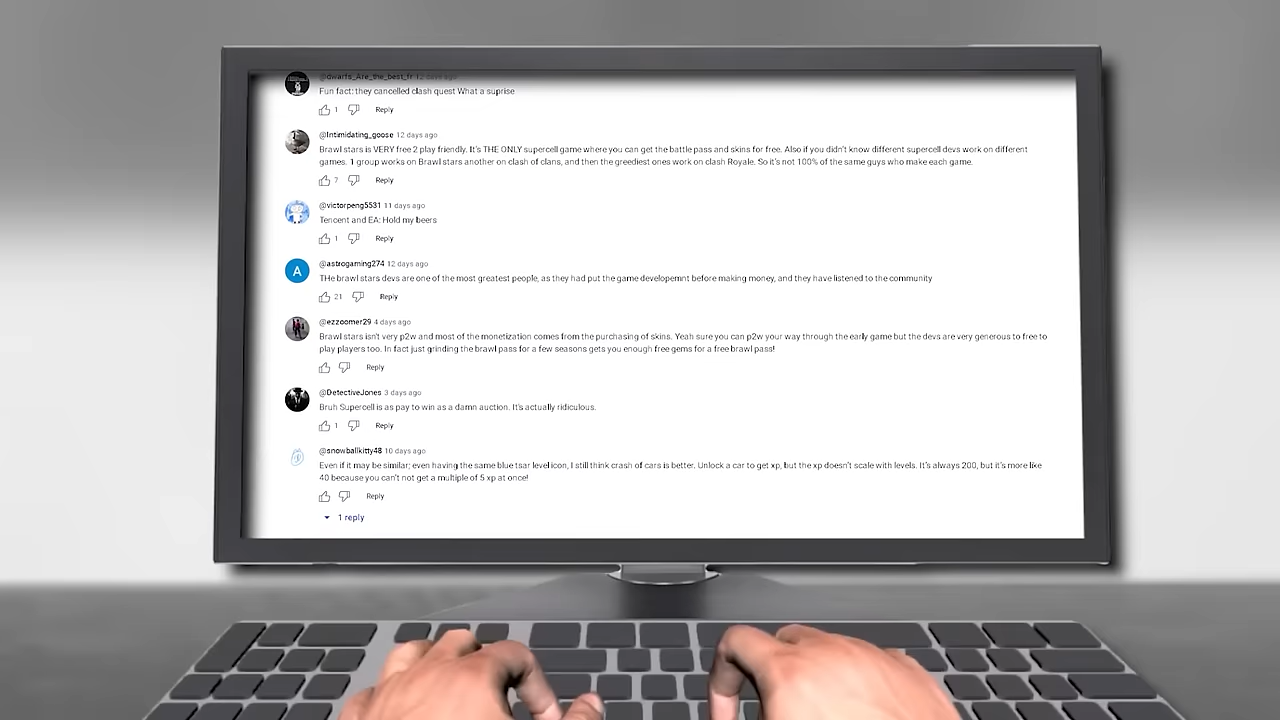 @dwarfs_Are_the_best_fr 12 days ago
Fun fact: they cancelled clash quest What a suprise
1 Reply
@Intimidating_goose 12 days ago
Brawl stars is VERY free 2 play friendly. It's THE ONLY supercell game where you can get the battle pass and skins for free. Also if you didn't know different supercell devs work on different
games. 1 group works on Brawl stars another on clash of clans, and then the greediest ones work on clash Royale. So it's not 100% of the same guys who make each game.
7 Reply
@victorpeng5531 11 days ago
Tencent and EA: Hold my beers
1 Reply
A
@astrogaming274 12 days ago
THe brawl stars devs are one of the most greatest people, as they had put the game developemnt before making money, and they have listened to the community
21 Reply
@ezzoomer29 4 days ago
Brawl stars isn't very p2w and most of the monetization comes from the purchasing of skins. Yeah sure you can p2w your way through the early game but the devs are very generous to free to
play players too. In fact just grinding the brawl pass for a few seasons gets you enough free gems for a free brawl pass!
Reply
@DetectiveJones 3 days ago
Bruh Supercell is as pay to win as a damn auction. It's actually ridiculous.
1 Reply
@snowballkitty48 10 days ago
Even if it may be similar; even having the same blue tsar level icon, I still think crash of cars is better. Unlock a car to get xp, but the xp doesn't scale with levels. It's always 200, but it's more like
40 because you can't not get a multiple of 5 xp at once!
Reply
1 reply